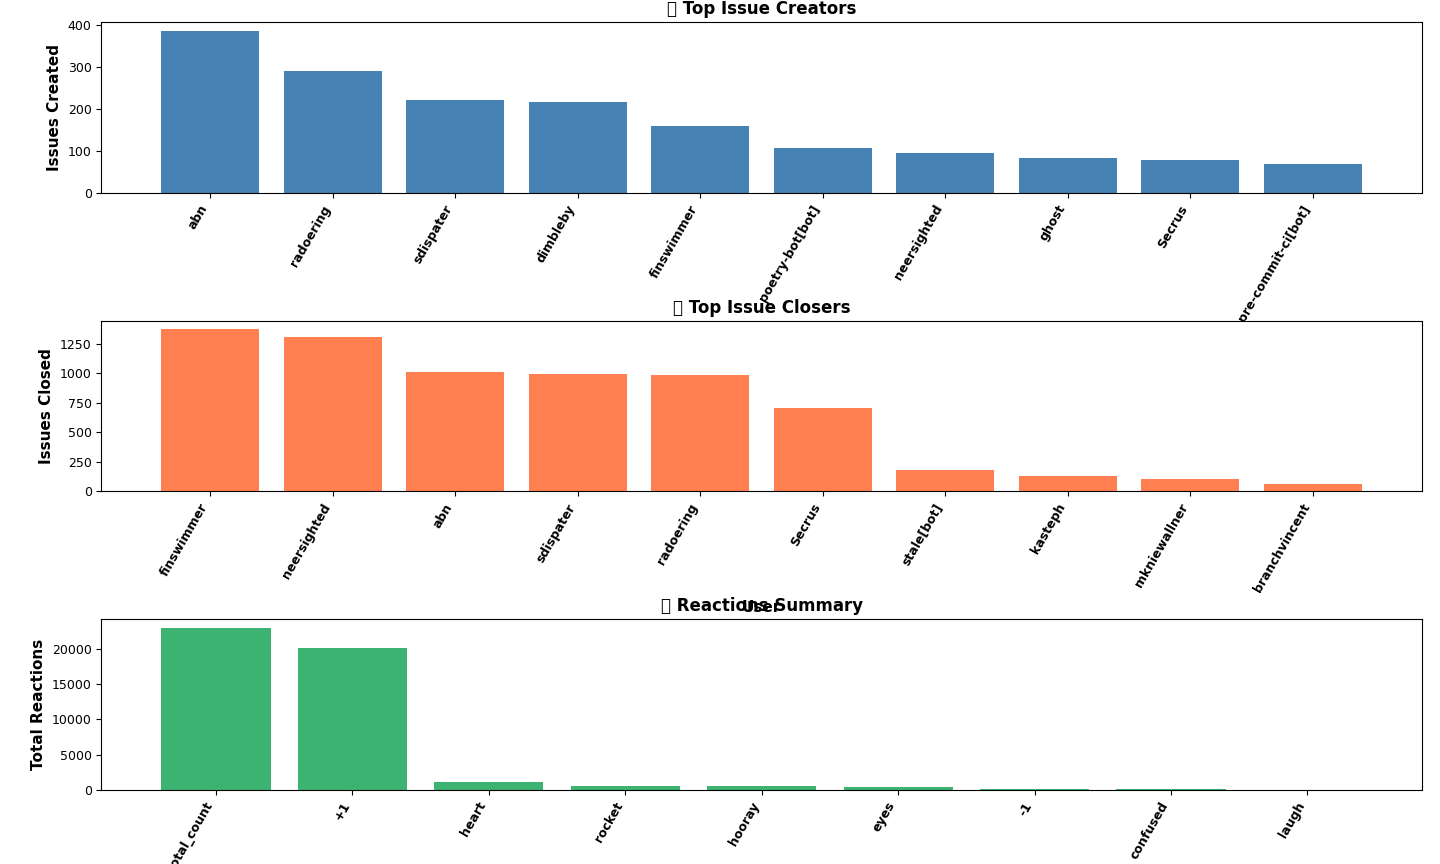 ▯ Top Issue Creators
Issues Created
400
300
200
100
0
abn
radoering
sdispater
dimbleby
finswimmer
poetry-bot[bot]
neersighted
ghost
Secrus
pre-commit-ci[bot]
▯ Top Issue Closers
Issues Closed
1250
1000
750
500
250
0
finswimmer
neersighted
abn
sdispater
radoering
Secrus
stale[bot]
kasteph
mkniewallner
branchvincent
User
▯ Reactions Summary
Total Reactions
20000
15000
10000
5000
0
otal_count
+1
heart
rocket
hooray
eyes
-1
confused
laugh